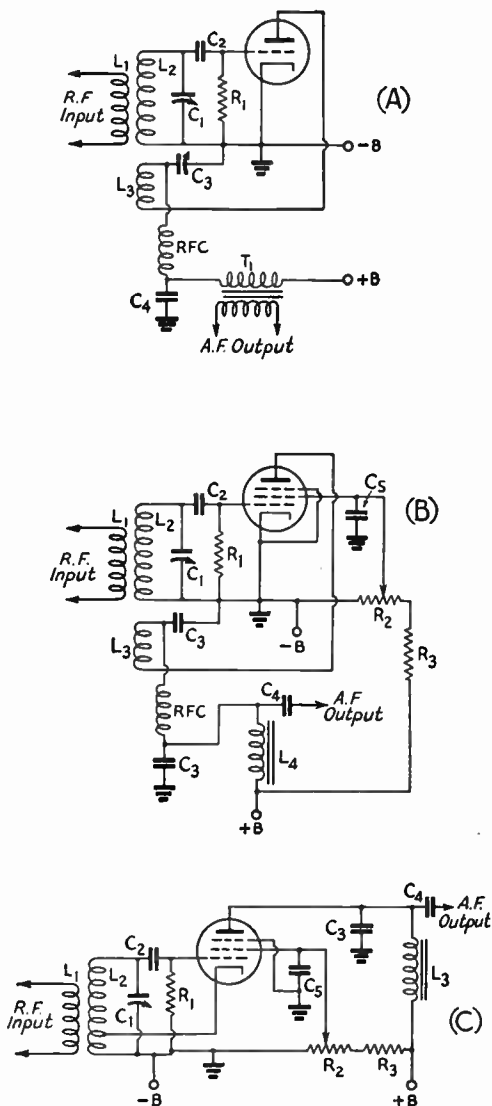 C2
L1
L2
R.F.
Input
C1
R1
(A)
-B
C3
L3
RFC
T1
+B
C4
A.F. Output
C2
C5
(B)
L1
L2
R.F.
Input
C1
R1
R2
-B
C3
L3
R3
RFC
C4
A.F.
Output
C3
L4
+B
C4
A.F.
Output
C2
C3
L1
L2
R1
C5
L3
R.F.
Input
C1
(C)
R2
R3
-B
+B